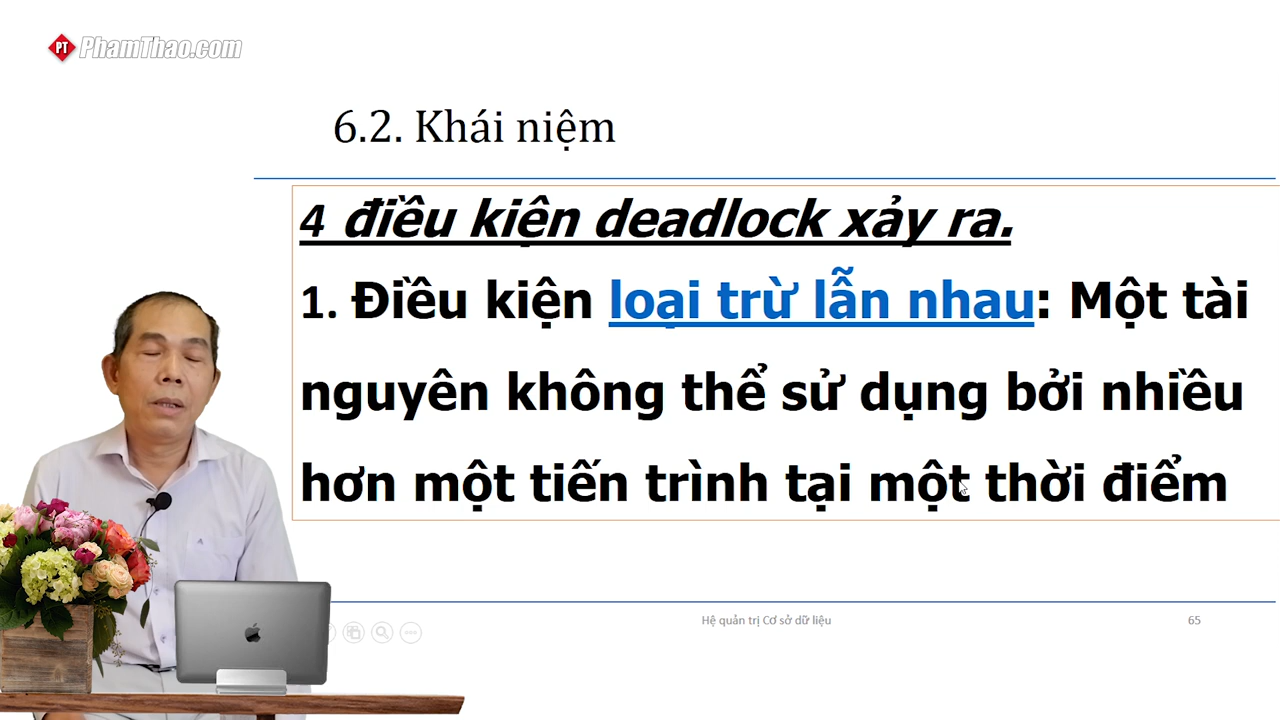 PT PhamThao.com
6.2. Khái niệm
4 điều kiện deadlock xảy ra.
1. Điều kiện loại trừ lẫn nhau: Một tài
nguyên không thể sử dụng bởi nhiều
hơn một tiến trình tại một thời điểm
Hệ quản trị Cơ sở dữ liệu
65